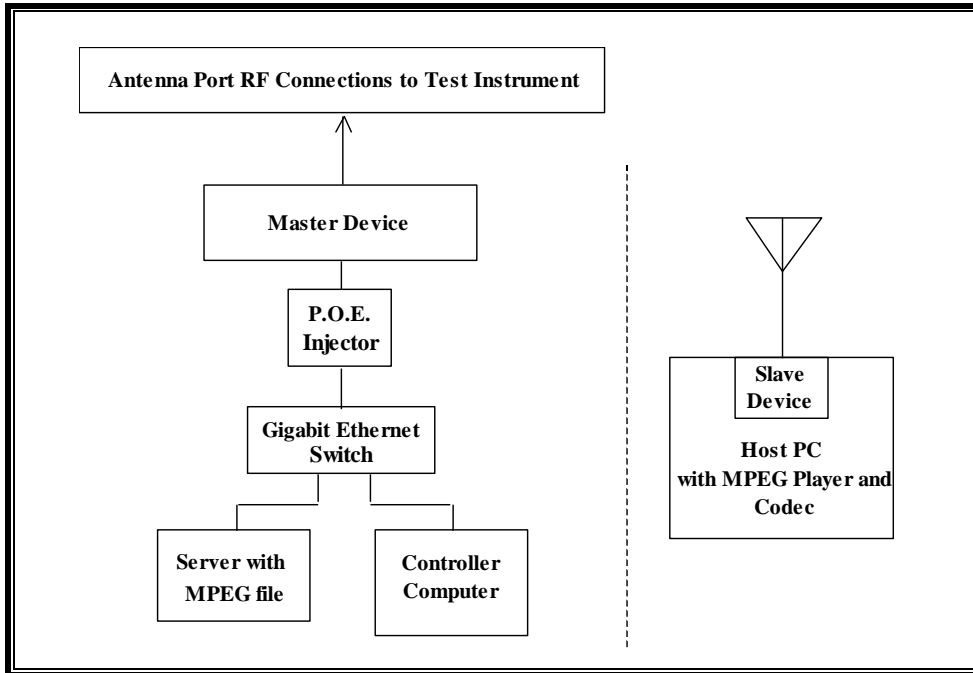 Antenna Port RF Connections to Test Instrument
Master Device
P.O.E.
Injector
Gigabit Ethernet
Switch
Server with
MPEG file
Controller
Computer
Slave
Device
Host PC
with MPEG Player and
Codec